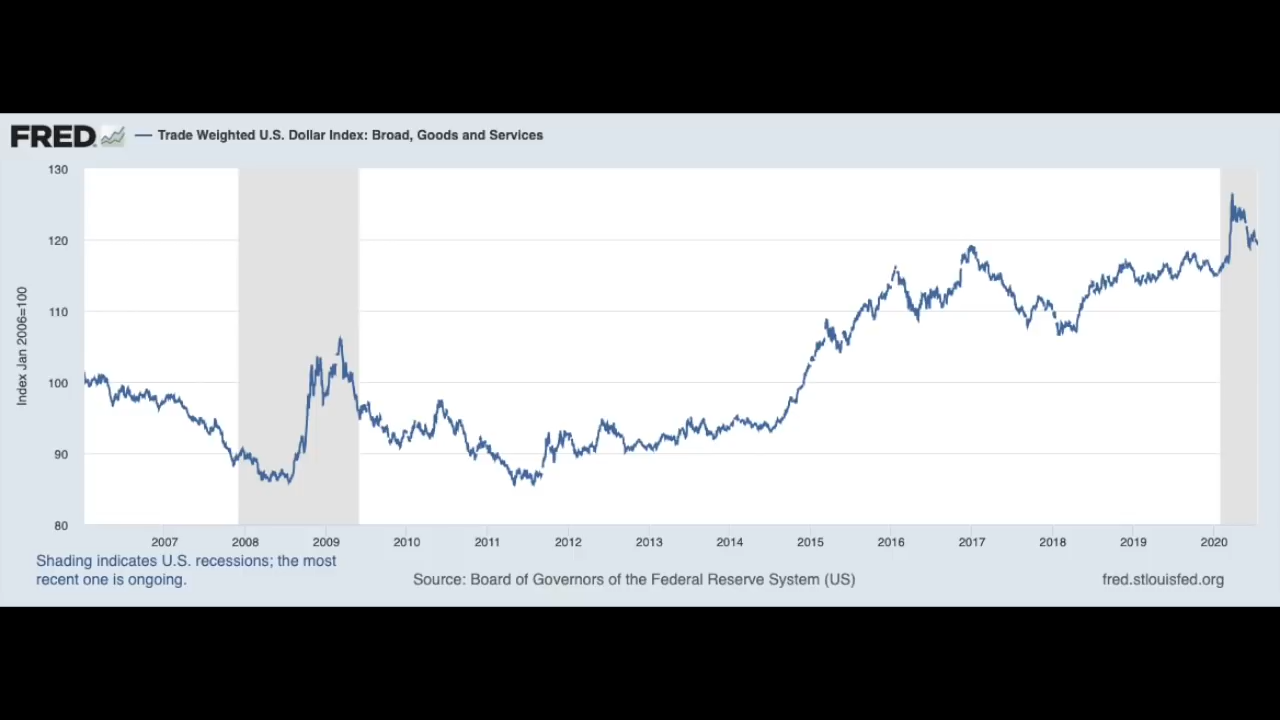 FRED
Trade Weighted U.S. Dollar Index: Broad, Goods and Services
130
120
110
100
90
80
Index Jan 2006=100
2007 2008 2009 2010 2011 2012 2013 2014 2015 2016 2017 2018 2019 2020
Shading indicates U.S. recessions; the most
recent one is ongoing.
Source: Board of Governors of the Federal Reserve System (US)
fred.stlouisfed.org